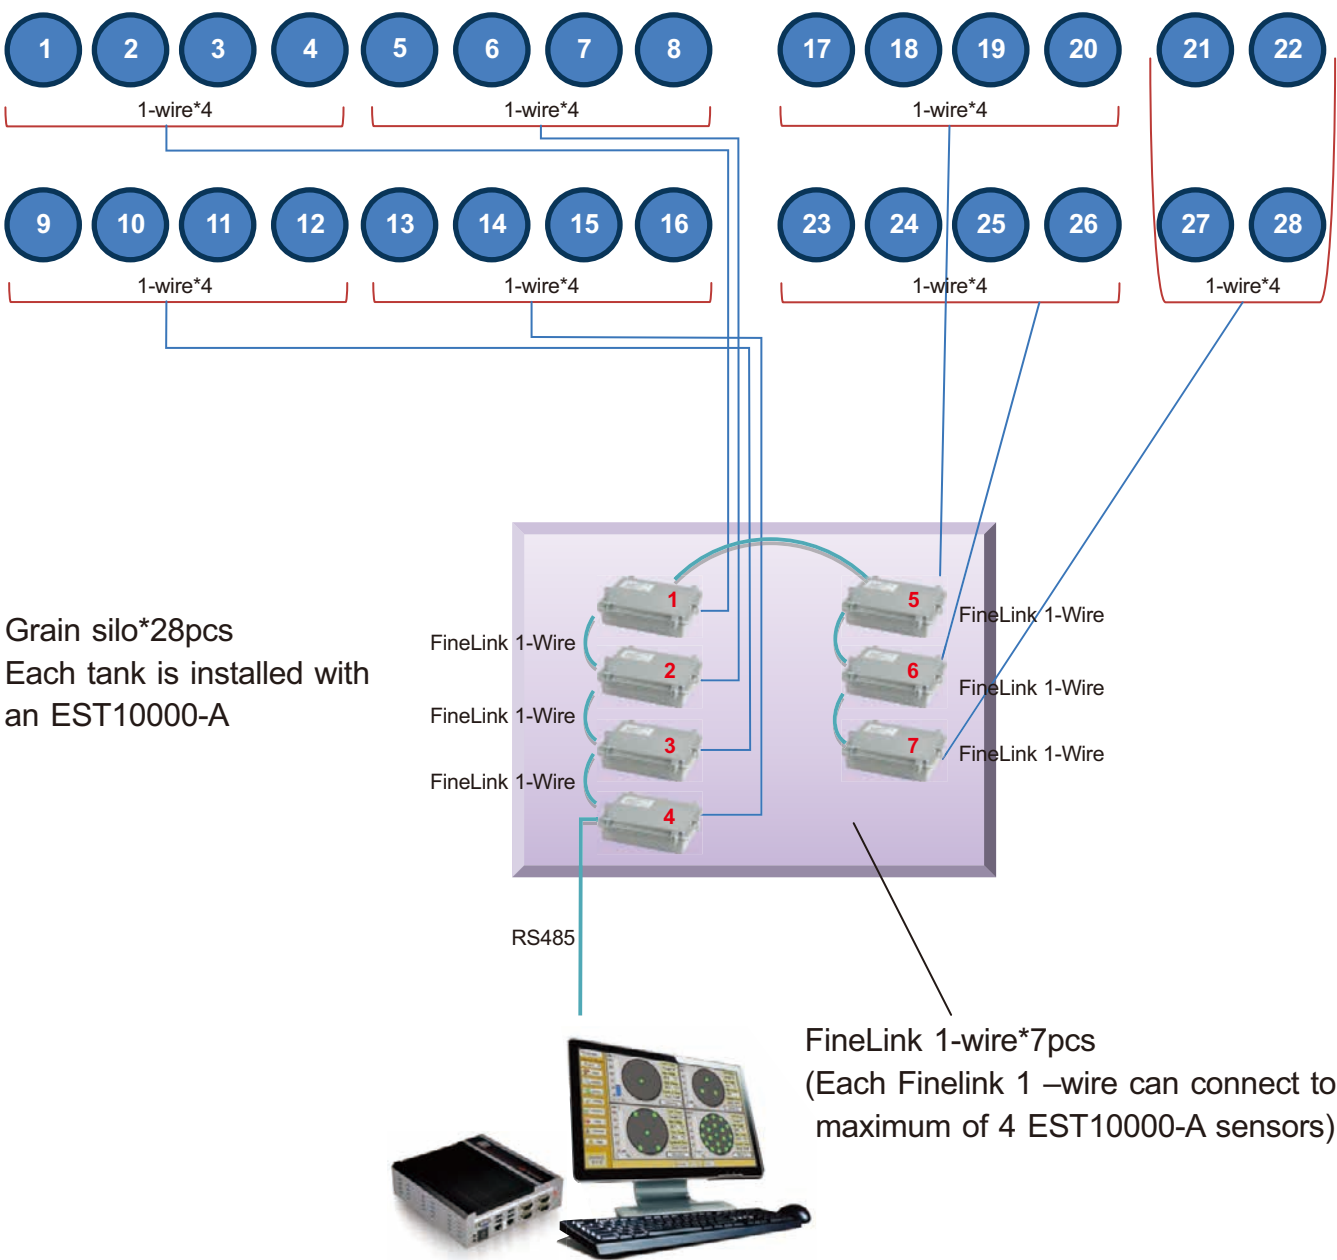 1 2 3 4 5 6 7 8 17 18 19 20 21 22
1-wire*4 1-wire*4 1-wire*4
9 10 11 12 13 14 15 16 23 24 25 26 27 28
1-wire*4 1-wire*4 1-wire*4 1-wire*4
Grain silo*28pcs
Each tank is installed with
an EST10000-A
1 5 FineLink 1-Wire
FineLink 1-Wire
2 6 FineLink 1-Wire
FineLink 1-Wire
3 7 FineLink 1-Wire
FineLink 1-Wire
4
RS485
FineLink 1-wire*7pcs
(Each Finelink 1 –wire can connect to
maximum of 4 EST10000-A sensors)